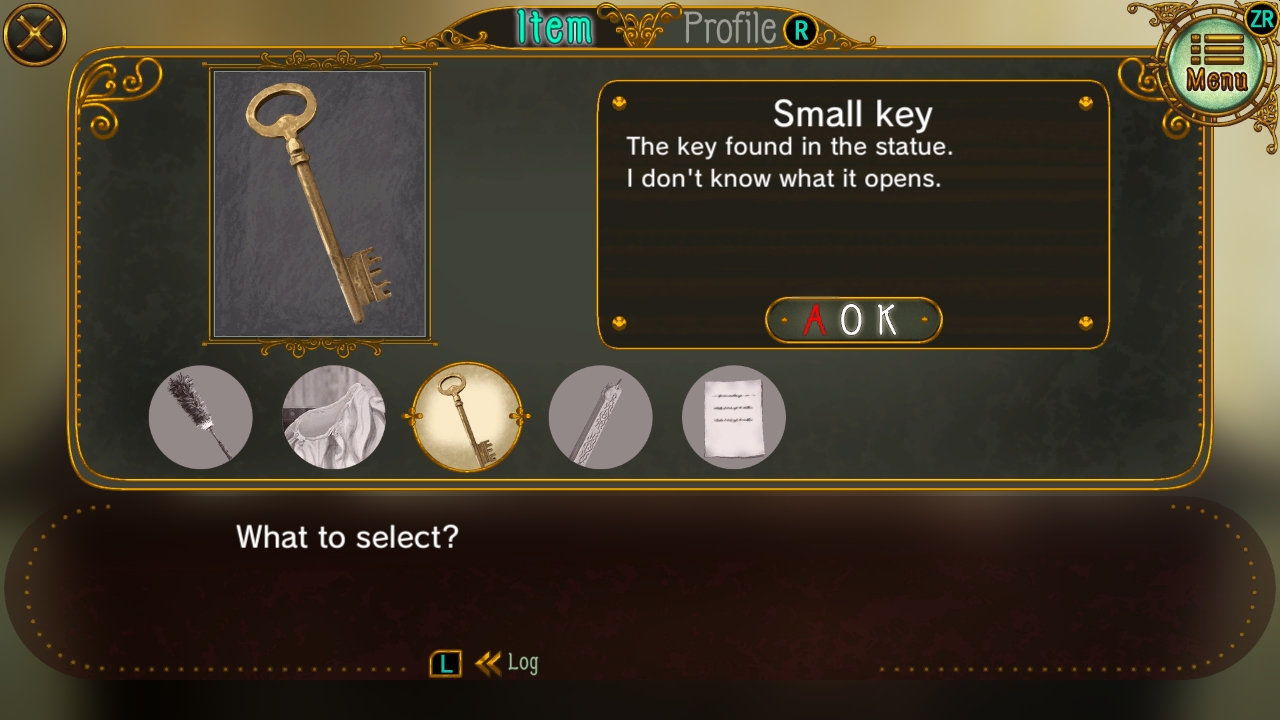 Item
Profile R
ZR
Menu
Small key
The key found in the statue.
I don't know what it opens.
A OK
What to select?
L Log